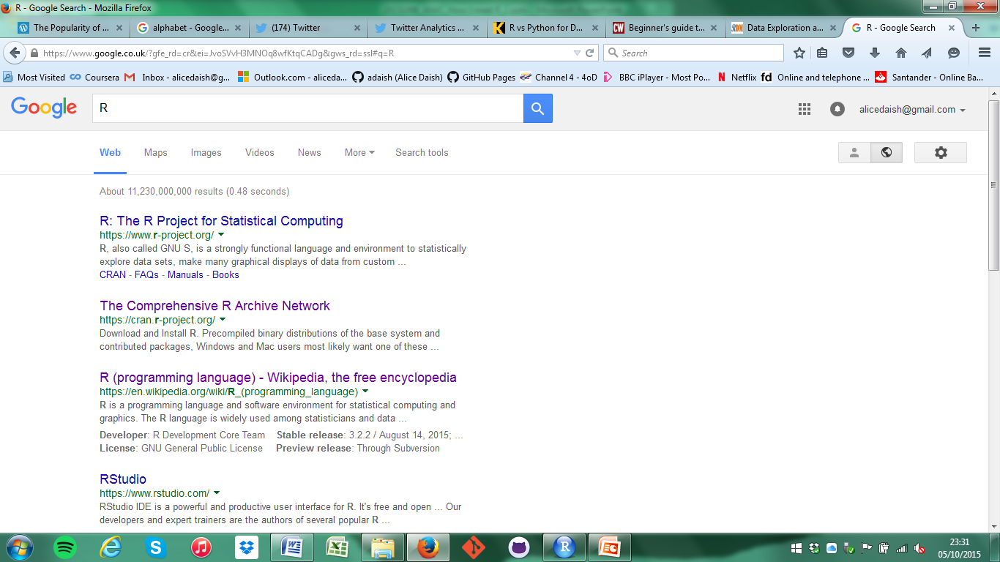 R - Google Search - Mozilla Firefox
The Popularity of ...
alphabet - Google...
(174) Twitter
Twitter Analytics ...
R vs Python for D...
Beginner's guide t...
Data Exploration a...
R - Google Search
https://www.google.co.uk/?gfe_rd=cr&ei=JvoSVvH3MNOq8wfKtqCADg&gws_rd=ssl#q=R
Search
Most Visited
Coursera
Inbox - alicedaish@g...
Outlook.com - aliceda...
adaish (Alice Daish)
GitHub Pages
Channel 4 - 4oD
BBC iPlayer - Most Po...
Netflix
fd Online and telephone ...
Santander - Online Ba...
Google
R
alicedaish@gmail.com
Web Maps Images Videos News More Search tools
About 11,230,000,000 results (0.48 seconds)
R: The R Project for Statistical Computing
https://www.r-project.org/
R, also called GNU S, is a strongly functional language and environment to statistically
explore data sets, make many graphical displays of data from custom ...
CRAN - FAQs - Manuals - Books
The Comprehensive R Archive Network
https://cran.r-project.org/
Download and Install R. Precompiled binary distributions of the base system and
contributed packages, Windows and Mac users most likely want one of these ...
R (programming language) - Wikipedia, the free encyclopedia
https://en.wikipedia.org/wiki/R_(programming_language)
R is a programming language and software environment for statistical computing and
graphics. The R language is widely used among statisticians and data ...
Developer: R Development Core Team Stable release: 3.2.2 / August 14, 2015; ...
License: GNU General Public License Preview release: Through Subversion
RStudio
https://www.rstudio.com/
RStudio IDE is a powerful and productive user interface for R. It's free and open ... Our
developers and expert trainers are the authors of several popular R ...
23:31
05/10/2015